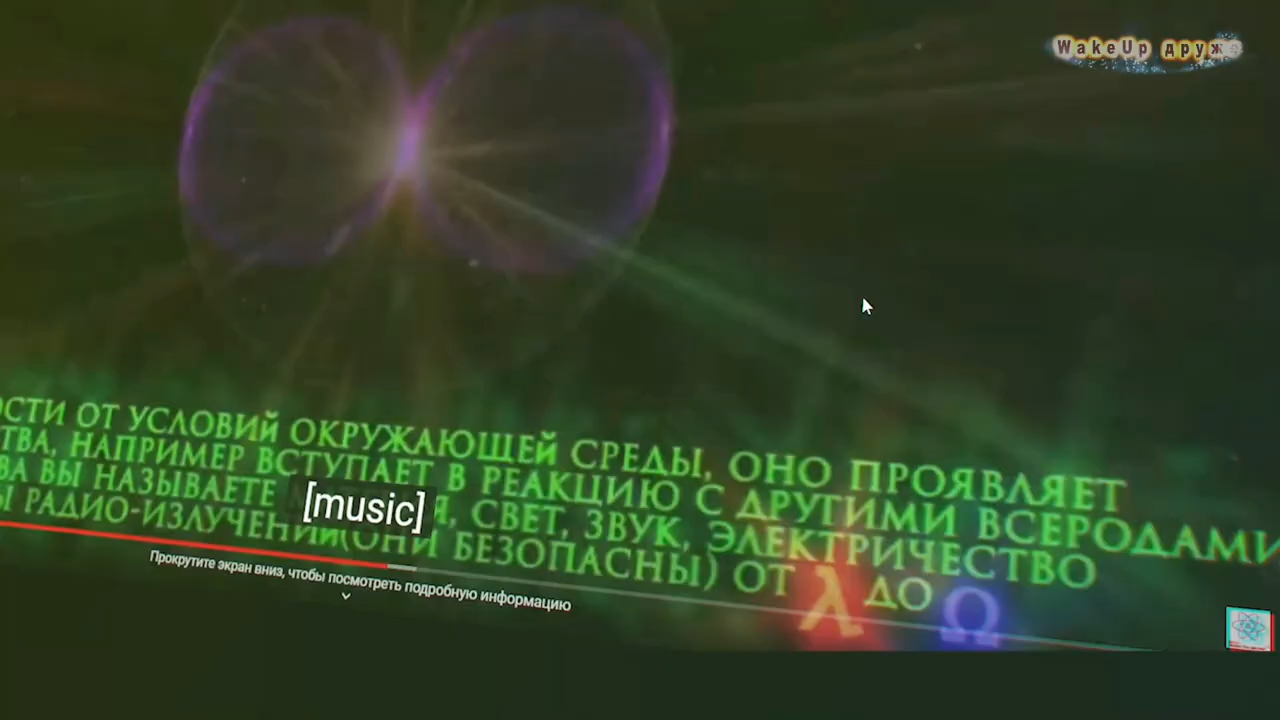 WakeUp друж
ОСТИ ОТ УСЛОВИЙ ОКРУЖАЮЩЕЙ СРЕДЫ, ОНО ПРОЯВЛЯЕТ
ТВА, НАПРИМЕР ВСТУПАЕТ В РЕАКЦИЮ С ДРУГИМИ ВСЕРОДАМИ
ВА ВЫ НАЗЫВАЕТЕ Я, СВЕТ, ЗВУК, ЭЛЕКТРИЧЕСТВО
Ы РАДИО-ИЗЛУЧЕНИЙ(ОНИ БЕЗОПАСНЫ) ОТ λ ДО Ω
[music]
Прокрутите экран вниз, чтобы посмотреть подробную информацию